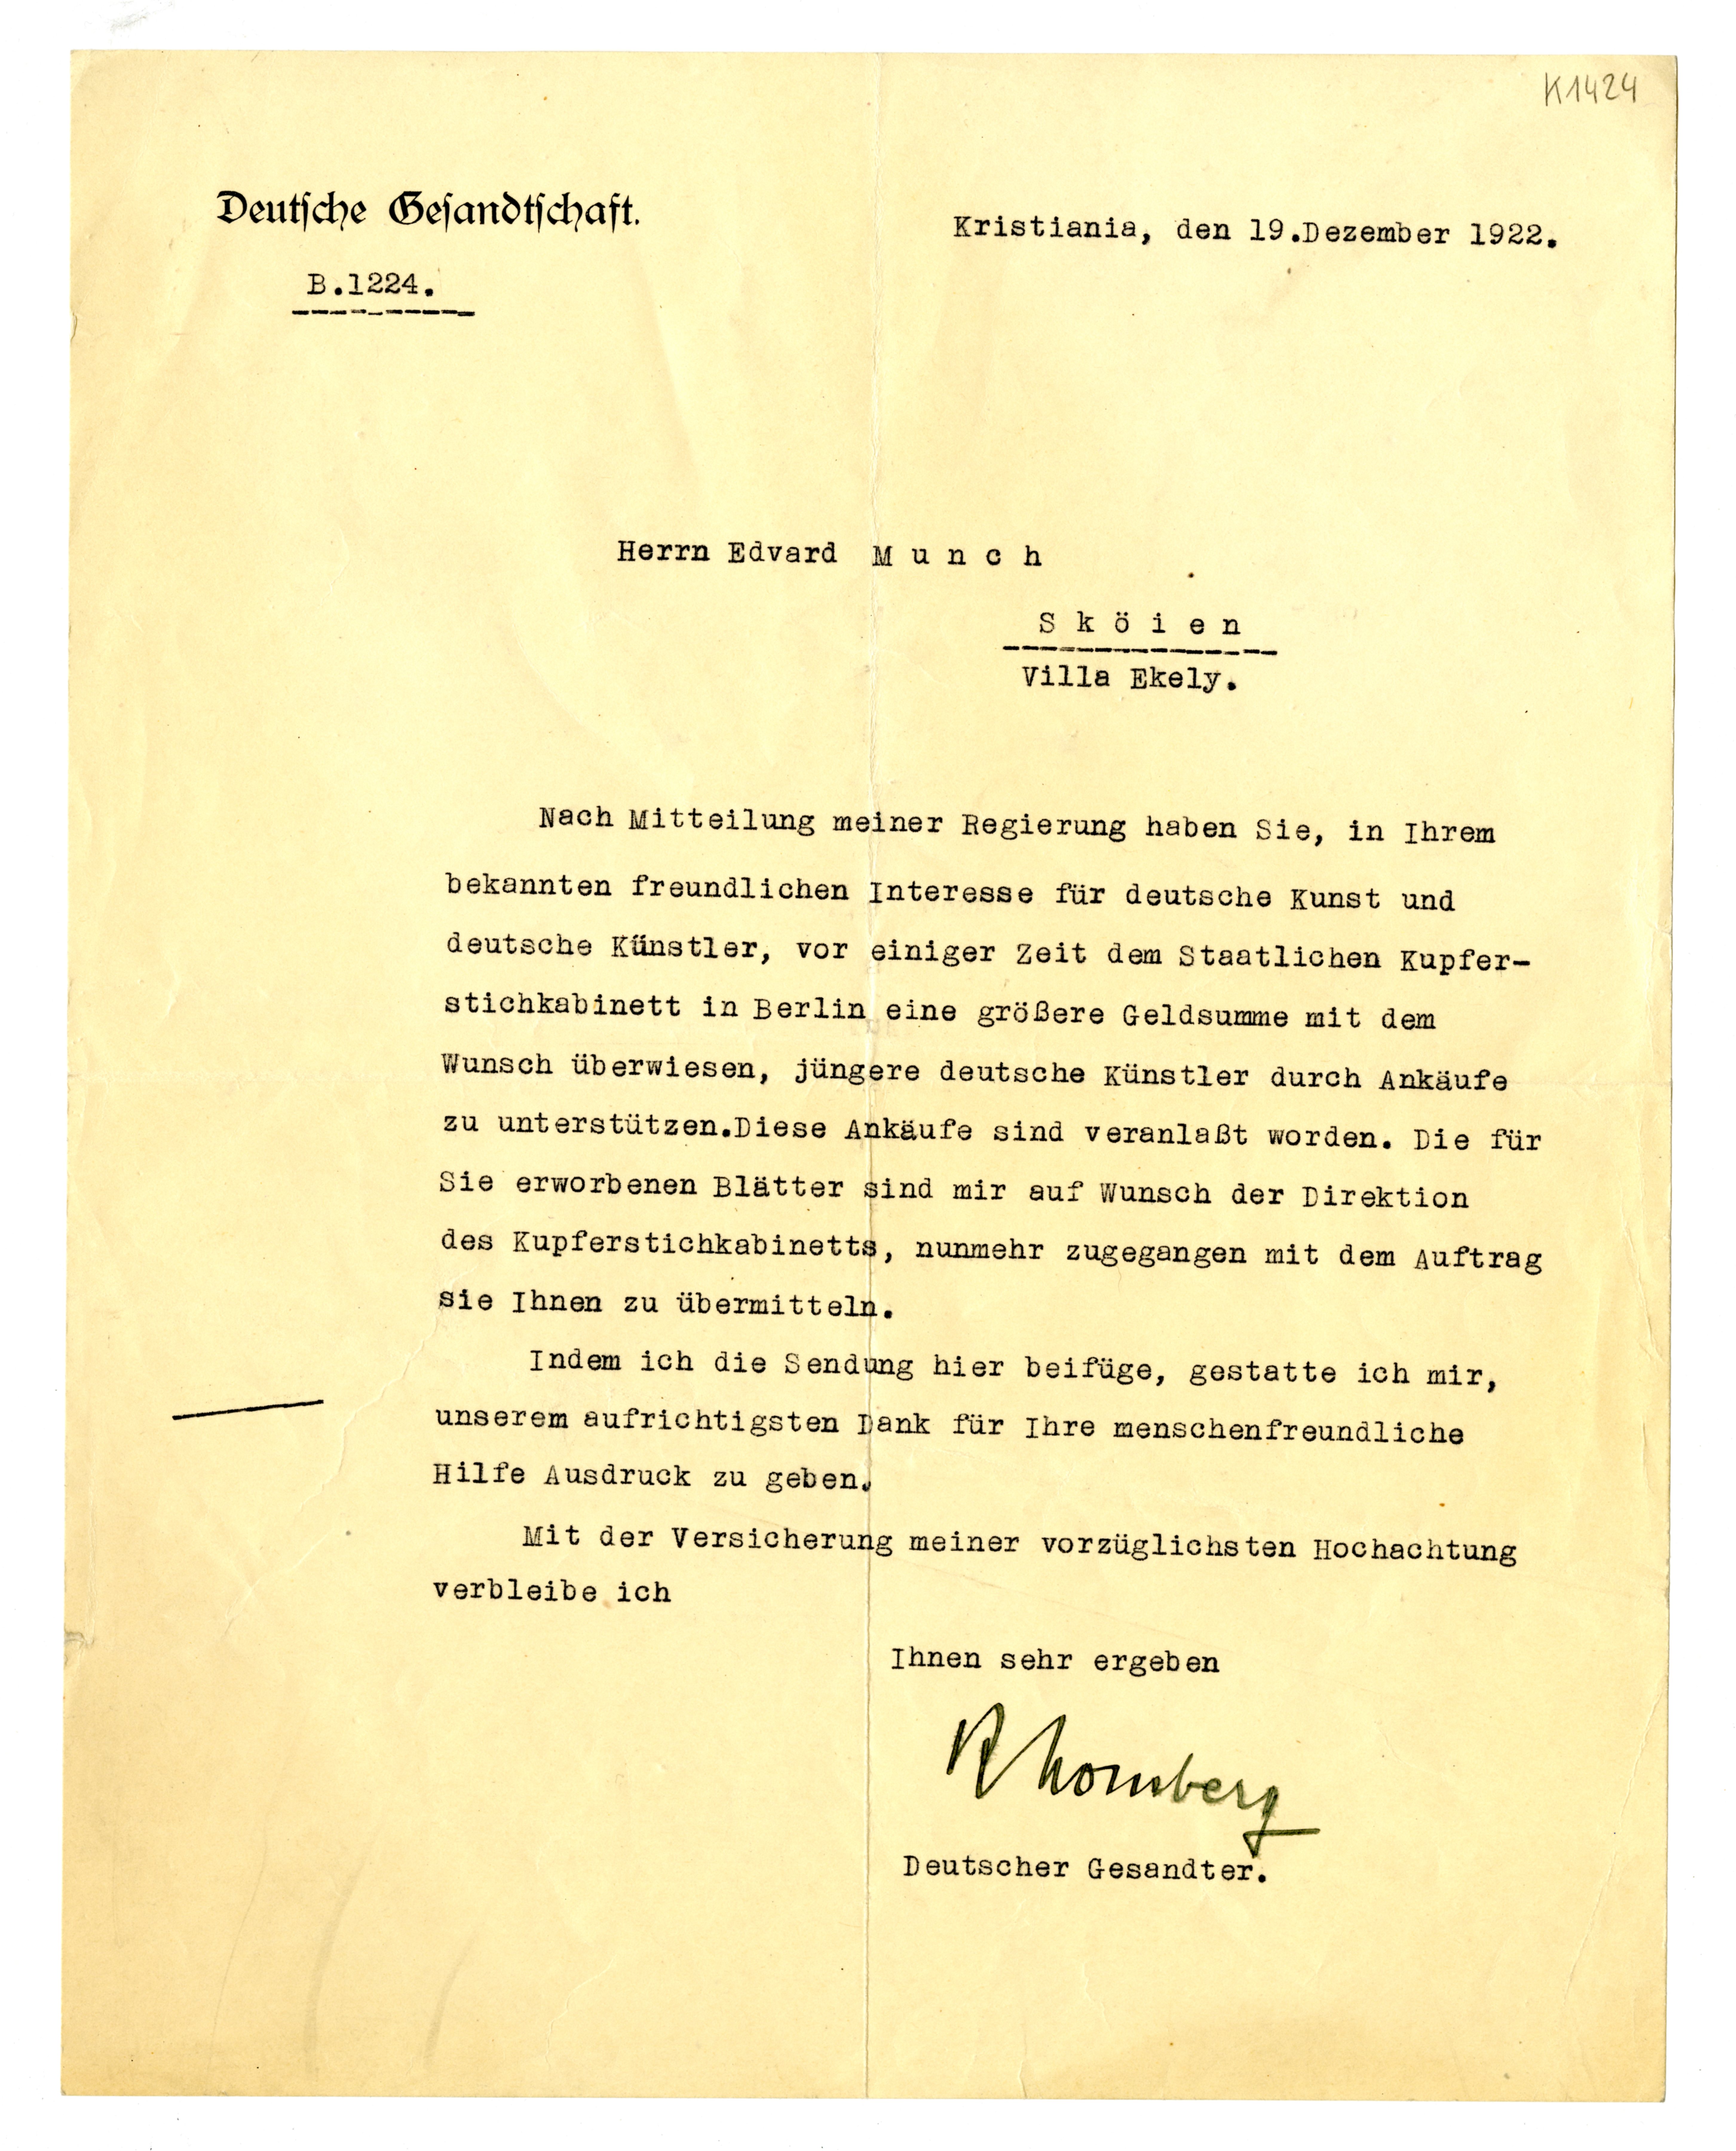 K1424
Deutsche Gesandtschaft.
Kristiania, den 19.Dezember 1922.
B.1224.
Herrn Edvard M u n c h
S k ö i e n
Villa Ekely.
Nach Mitteilung meiner Regierung haben Sie, in Ihrem
bekannten freundlichen Interesse für deutsche Kunst und
deutsche Künstler, vor einiger Zeit dem Staatlichen Kupfer-
stichkabinett in Berlin eine größere Geldsumme mit dem
Wunsch überwiesen, jüngere deutsche Künstler durch Ankäufe
zu unterstützen.Diese Ankäufe sind veranlaßt worden. Die für
Sie erworbenen Blätter sind mir auf Wunsch der Direktion
des Kupferstichkabinetts, nunmehr zugegangen mit dem Auftrag
sie Ihnen zu übermitteln.
Indem ich die Sendung hier beifüge, gestatte ich mir,
unserem aufrichtigsten Dank für Ihre menschenfreundliche
Hilfe Ausdruck zu geben.
Mit der Versicherung meiner vorzüglichsten Hochachtung
verbleibe ich
Ihnen sehr ergeben
Rhomberg
Deutscher Gesandter.